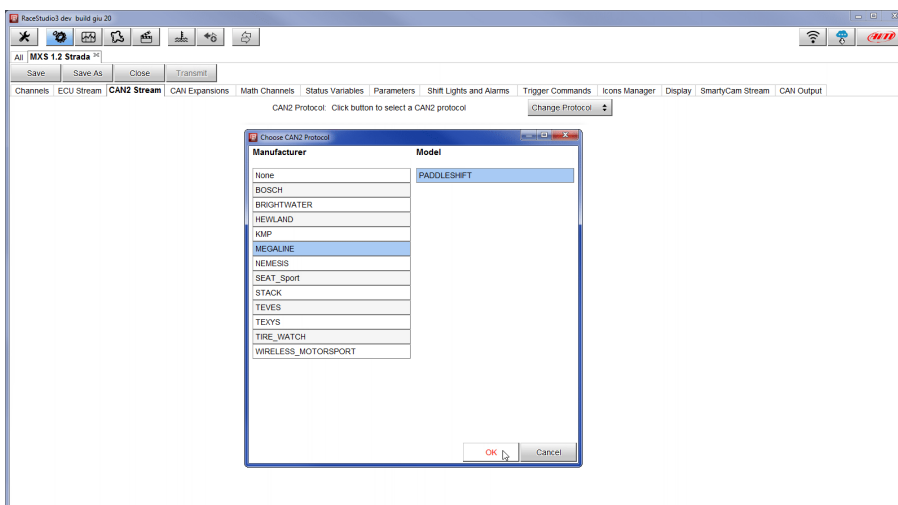 RaceStudio3 dev build giu 20
AiM
All MXS 1.2 Strada
Save Save As Close Transmit
Channels ECU Stream CAN2 Stream CAN Expansions Math Channels Status Variables Parameters Shift Lights and Alarms Trigger Commands Icons Manager Display SmartyCam Stream CAN Output
CAN2 Protocol: Click button to select a CAN2 protocol Change Protocol
Choose CAN2 Protocol
Manufacturer Model
None PADDLESHIFT
BOSCH
BRIGHTWATER
HEWLAND
KMP
MEGALINE
NEMESIS
SEAT_Sport
STACK
TEVES
TEXYS
TIRE_WATCH
WIRELESS_MOTORSPORT
OK Cancel